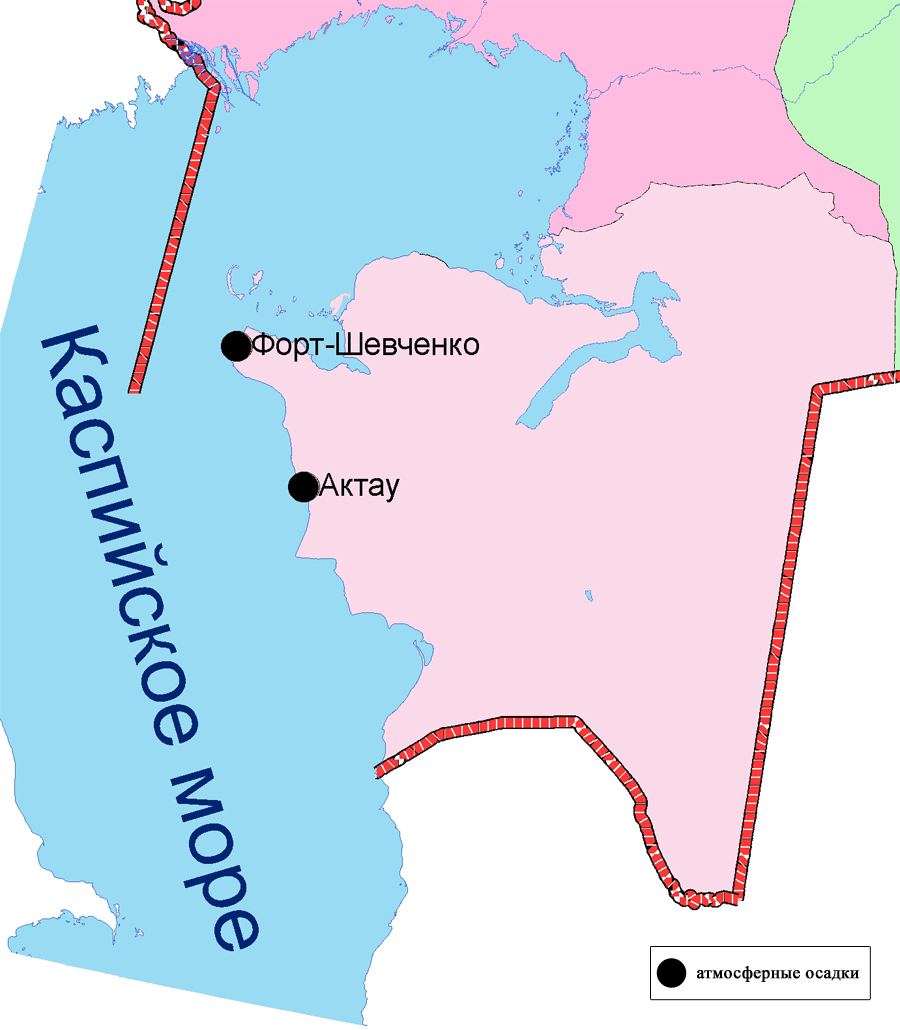 Форт-Шевченко
Актау
Каспийское море
атмосферные осадки